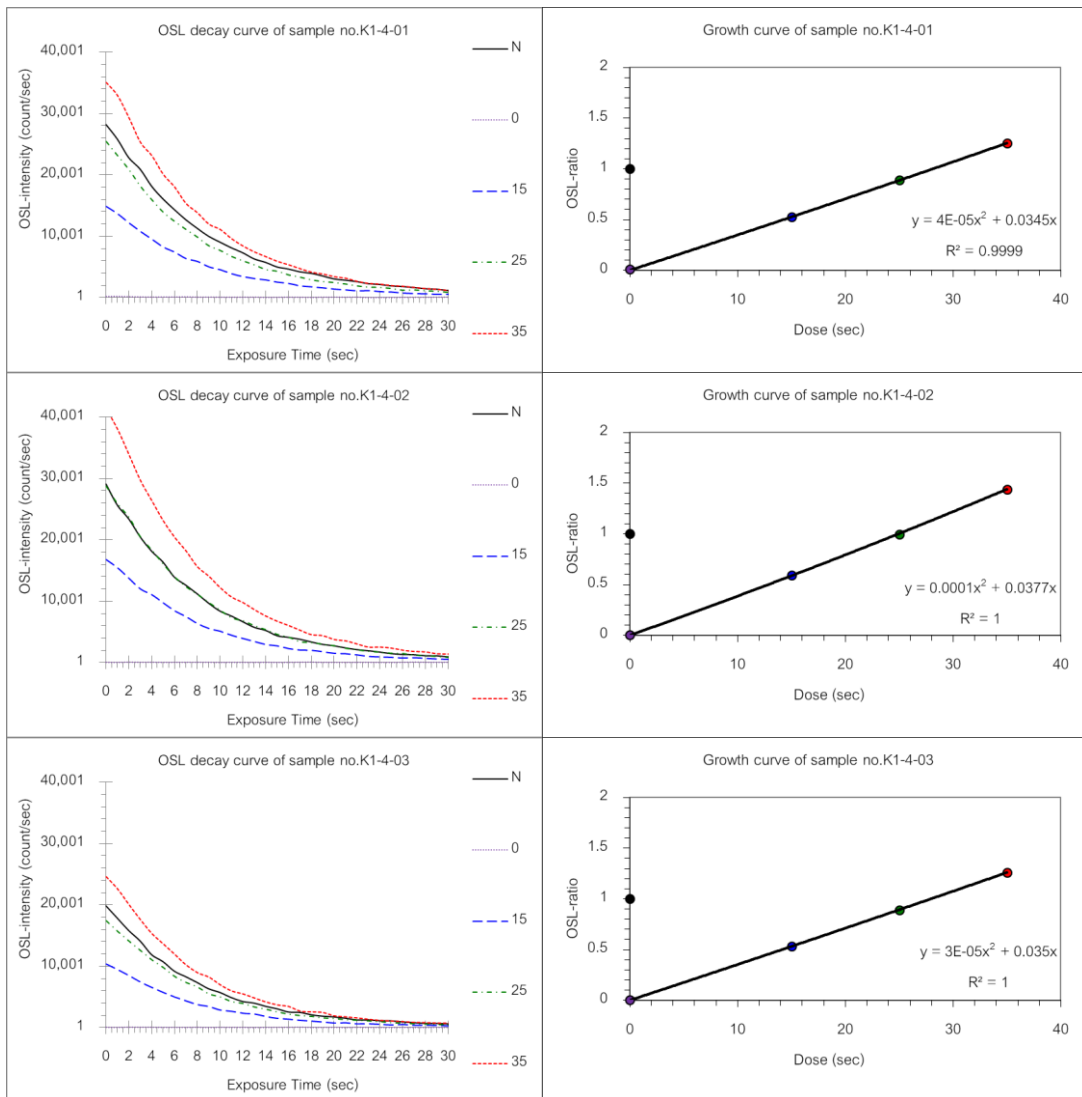 OSL decay curve of sample no.K1-4-01
OSL-intensity (count/sec)
40,001
30,001
20,001
10,001
1
0 2 4 6 8 10 12 14 16 18 20 22 24 26 28 30
Exposure Time (sec)
N
0
15
25
35
Growth curve of sample no.K1-4-01
OSL-ratio
2
1.5
1
0.5
0
y = 4E-05x² + 0.0345x
R² = 0.9999
0 10 20 30 40
Dose (sec)
OSL decay curve of sample no.K1-4-02
OSL-intensity (count/sec)
40,001
30,001
20,001
10,001
1
0 2 4 6 8 10 12 14 16 18 20 22 24 26 28 30
Exposure Time (sec)
N
0
15
25
35
Growth curve of sample no.K1-4-02
OSL-ratio
2
1.5
1
0.5
0
y = 0.0001x² + 0.0377x
R² = 1
0 10 20 30 40
Dose (sec)
OSL decay curve of sample no.K1-4-03
OSL-intensity (count/sec)
40,001
30,001
20,001
10,001
1
0 2 4 6 8 10 12 14 16 18 20 22 24 26 28 30
Exposure Time (sec)
N
0
15
25
35
Growth curve of sample no.K1-4-03
OSL-ratio
2
1.5
1
0.5
0
y = 3E-05x² + 0.035x
R² = 1
0 10 20 30 40
Dose (sec)